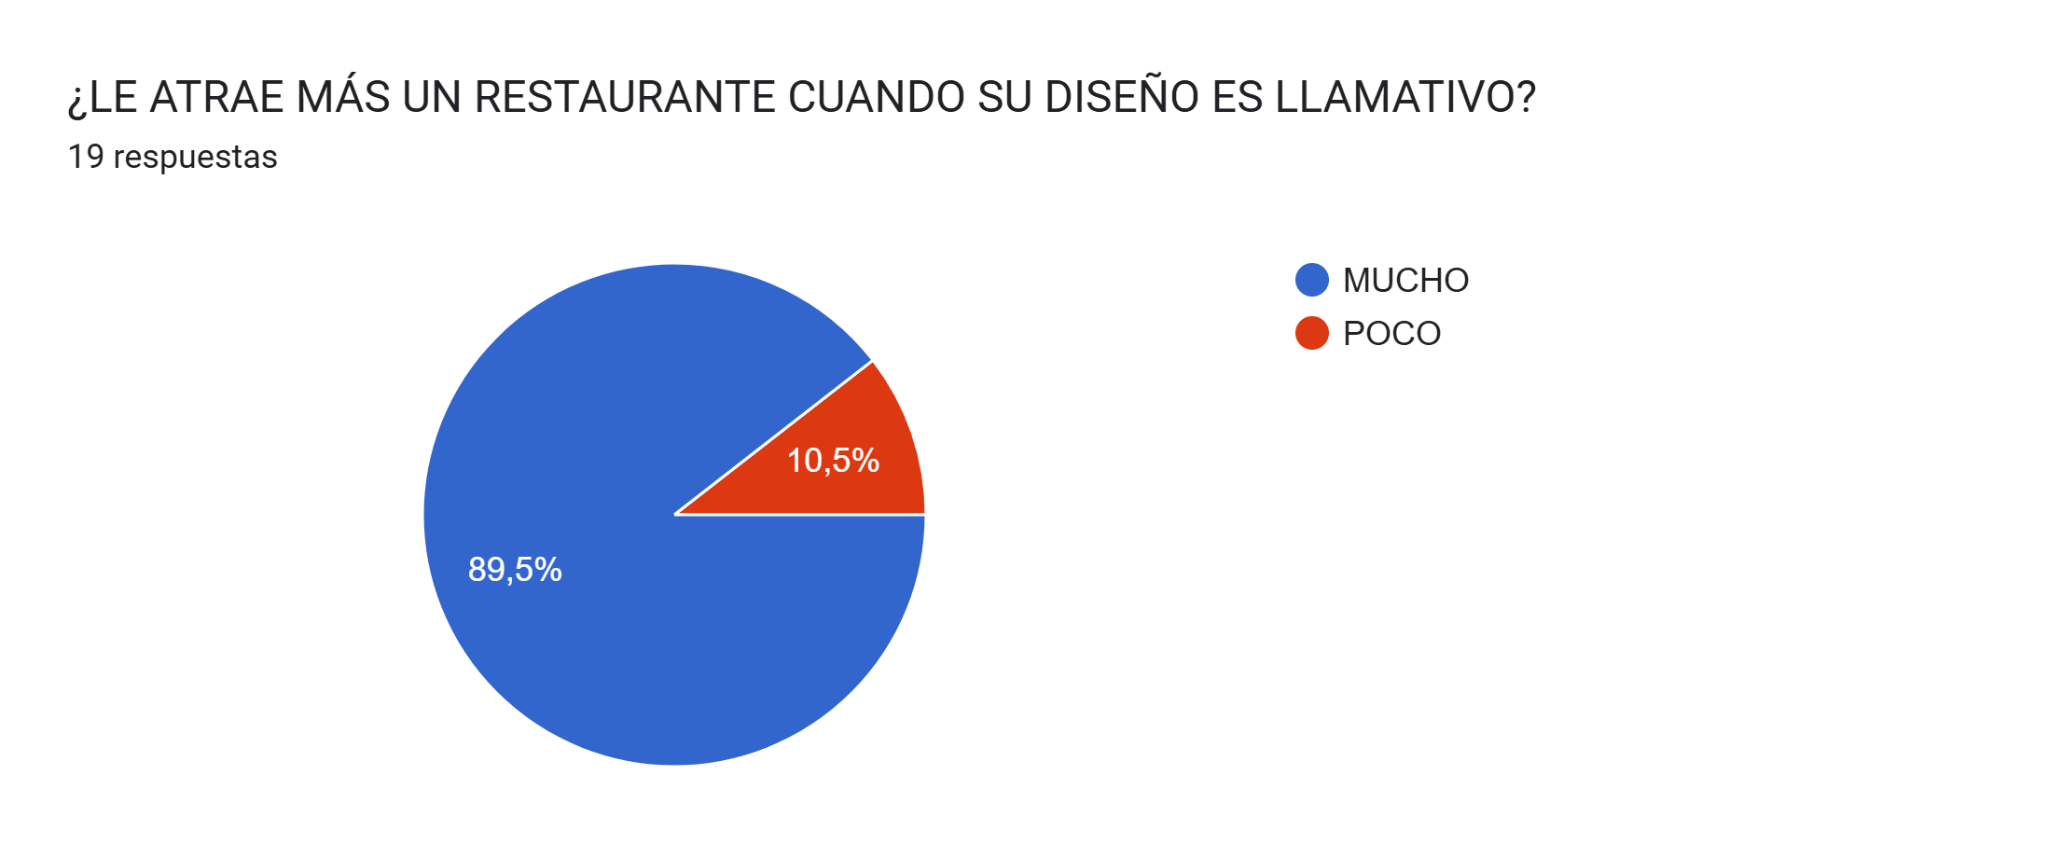 ¿LE ATRAE MÁS UN RESTAURANTE CUANDO SU DISEÑO ES LLAMATIVO?
19 respuestas
MUCHO
POCO
10,5%
89,5%